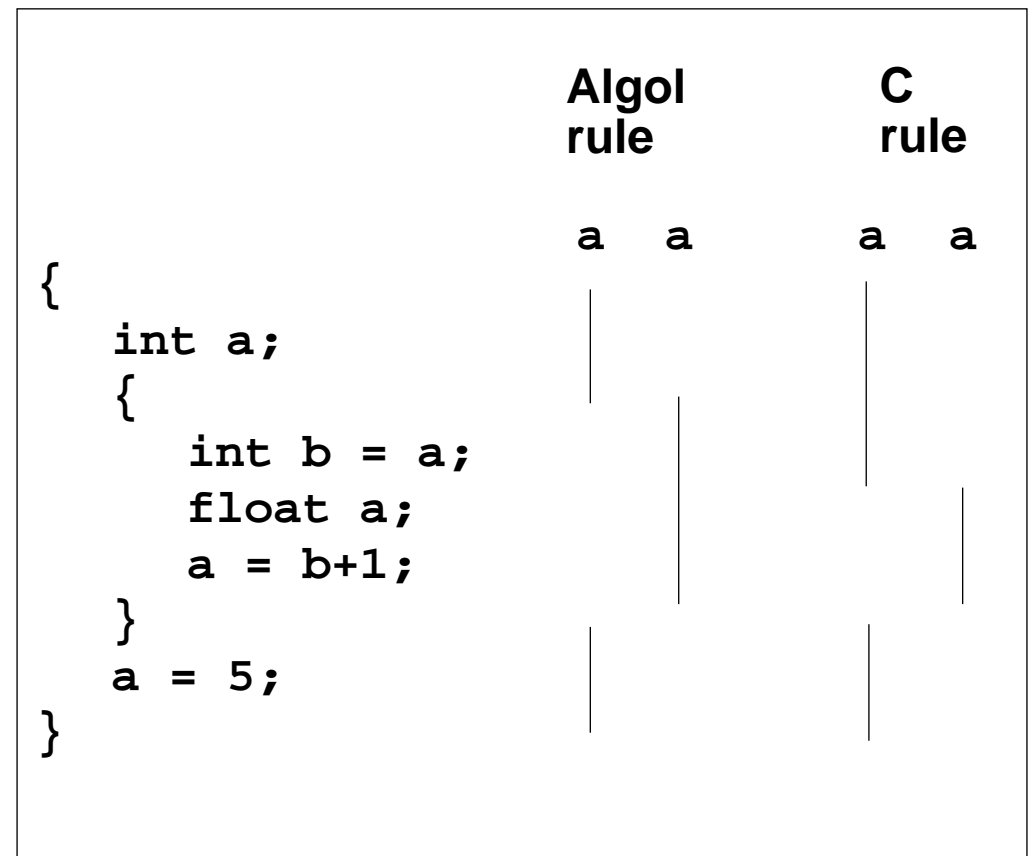 Algol C
rule rule
a a a a
{
int a;
{
int b = a;
float a;
a = b+1;
}
a = 5;
}